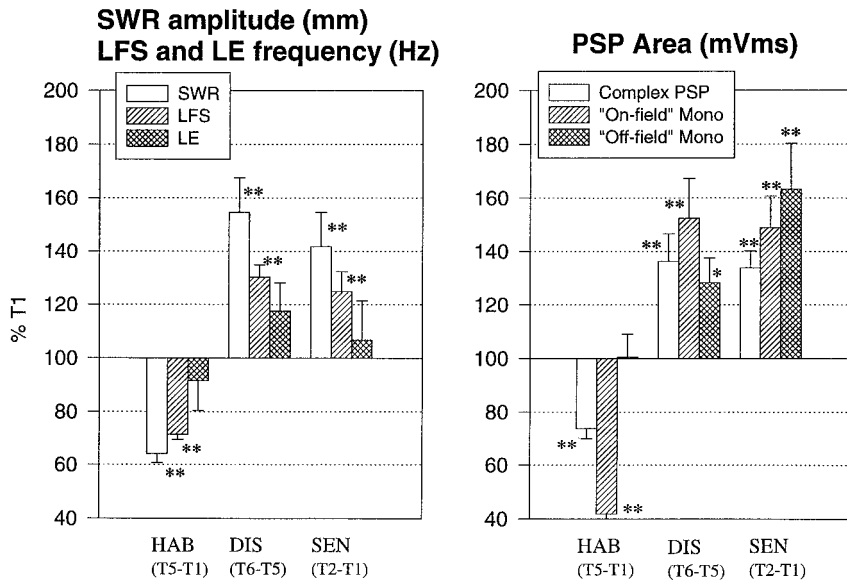 SWR amplitude (mm)
LFS and LE frequency (Hz)
PSP Area (mVms)
% T1
200
180
160
140
120
100
80
60
40
SWR
LFS
LE
**
**
**
**
**
**
HAB
(T5-T1)
DIS
(T6-T5)
SEN
(T2-T1)
200
180
160
140
120
100
80
60
40
Complex PSP
"On-field" Mono
"Off-field" Mono
**
**
**
**
*
**
**
**
HAB
(T5-T1)
DIS
(T6-T5)
SEN
(T2-T1)